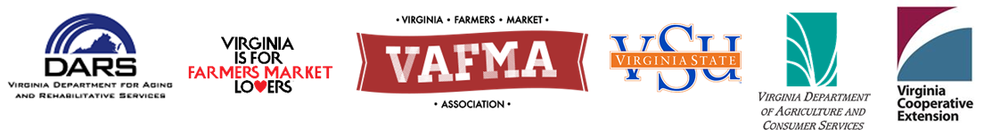 DARS
VIRGINIA DEPARTMENT FOR AGING
AND REHABILITATIVE SERVICES
VIRGINIA
IS FOR
FARMERS MARKET
LOVERS
• VIRGINIA • FARMERS • MARKET •
VAFMA
• ASSOCIATION •
VSU
VIRGINIA STATE
VIRGINIA DEPARTMENT
OF AGRICULTURE AND
CONSUMER SERVICES
Virginia
Cooperative
Extension